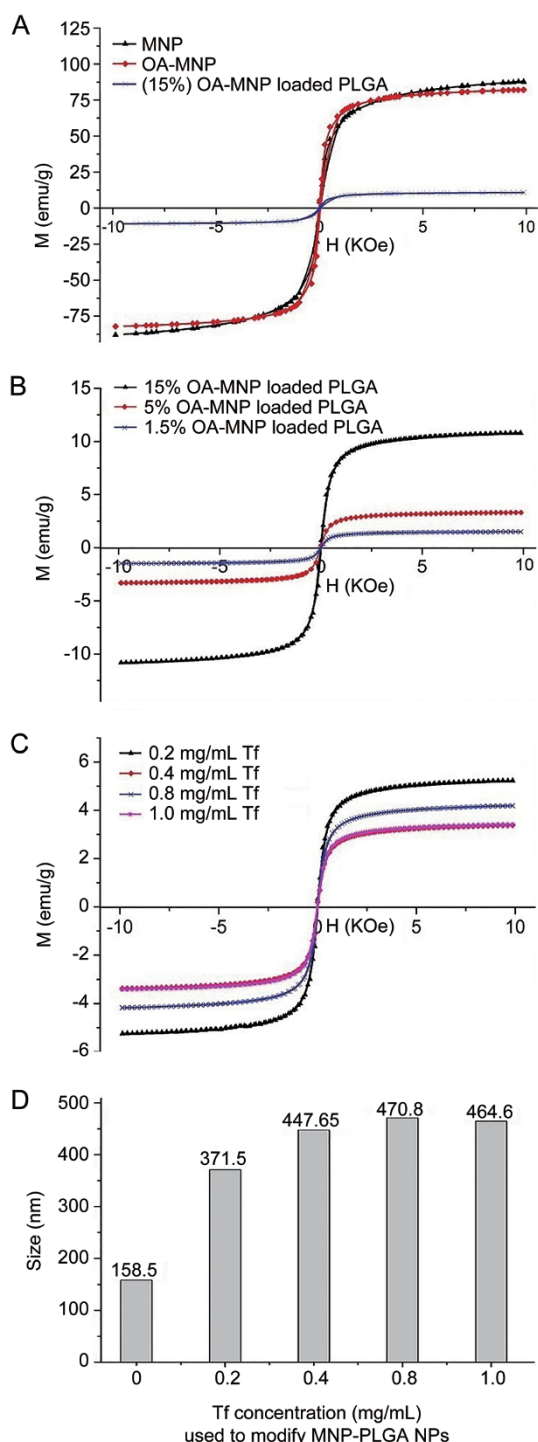 A
MNP
OA-MNP
(15%) OA-MNP loaded PLGA
M (emu/g)
125
100
75
50
25
0
-25
-50
-75
-10
-5
0
5
10
H (KOe)
B
15% OA-MNP loaded PLGA
5% OA-MNP loaded PLGA
1.5% OA-MNP loaded PLGA
M (emu/g)
15
10
5
0
-5
-10
-10
-5
0
5
10
H (KOe)
C
0.2 mg/mL Tf
0.4 mg/mL Tf
0.8 mg/mL Tf
1.0 mg/mL Tf
M (emu/g)
6
4
2
0
-2
-4
-6
-10
-5
0
5
10
H (KOe)
D
Size (nm)
500
400
300
200
100
0
158.5
371.5
447.65
470.8
464.6
0
0.2
0.4
0.8
1.0
Tf concentration (mg/mL)
used to modify MNP-PLGA NPs